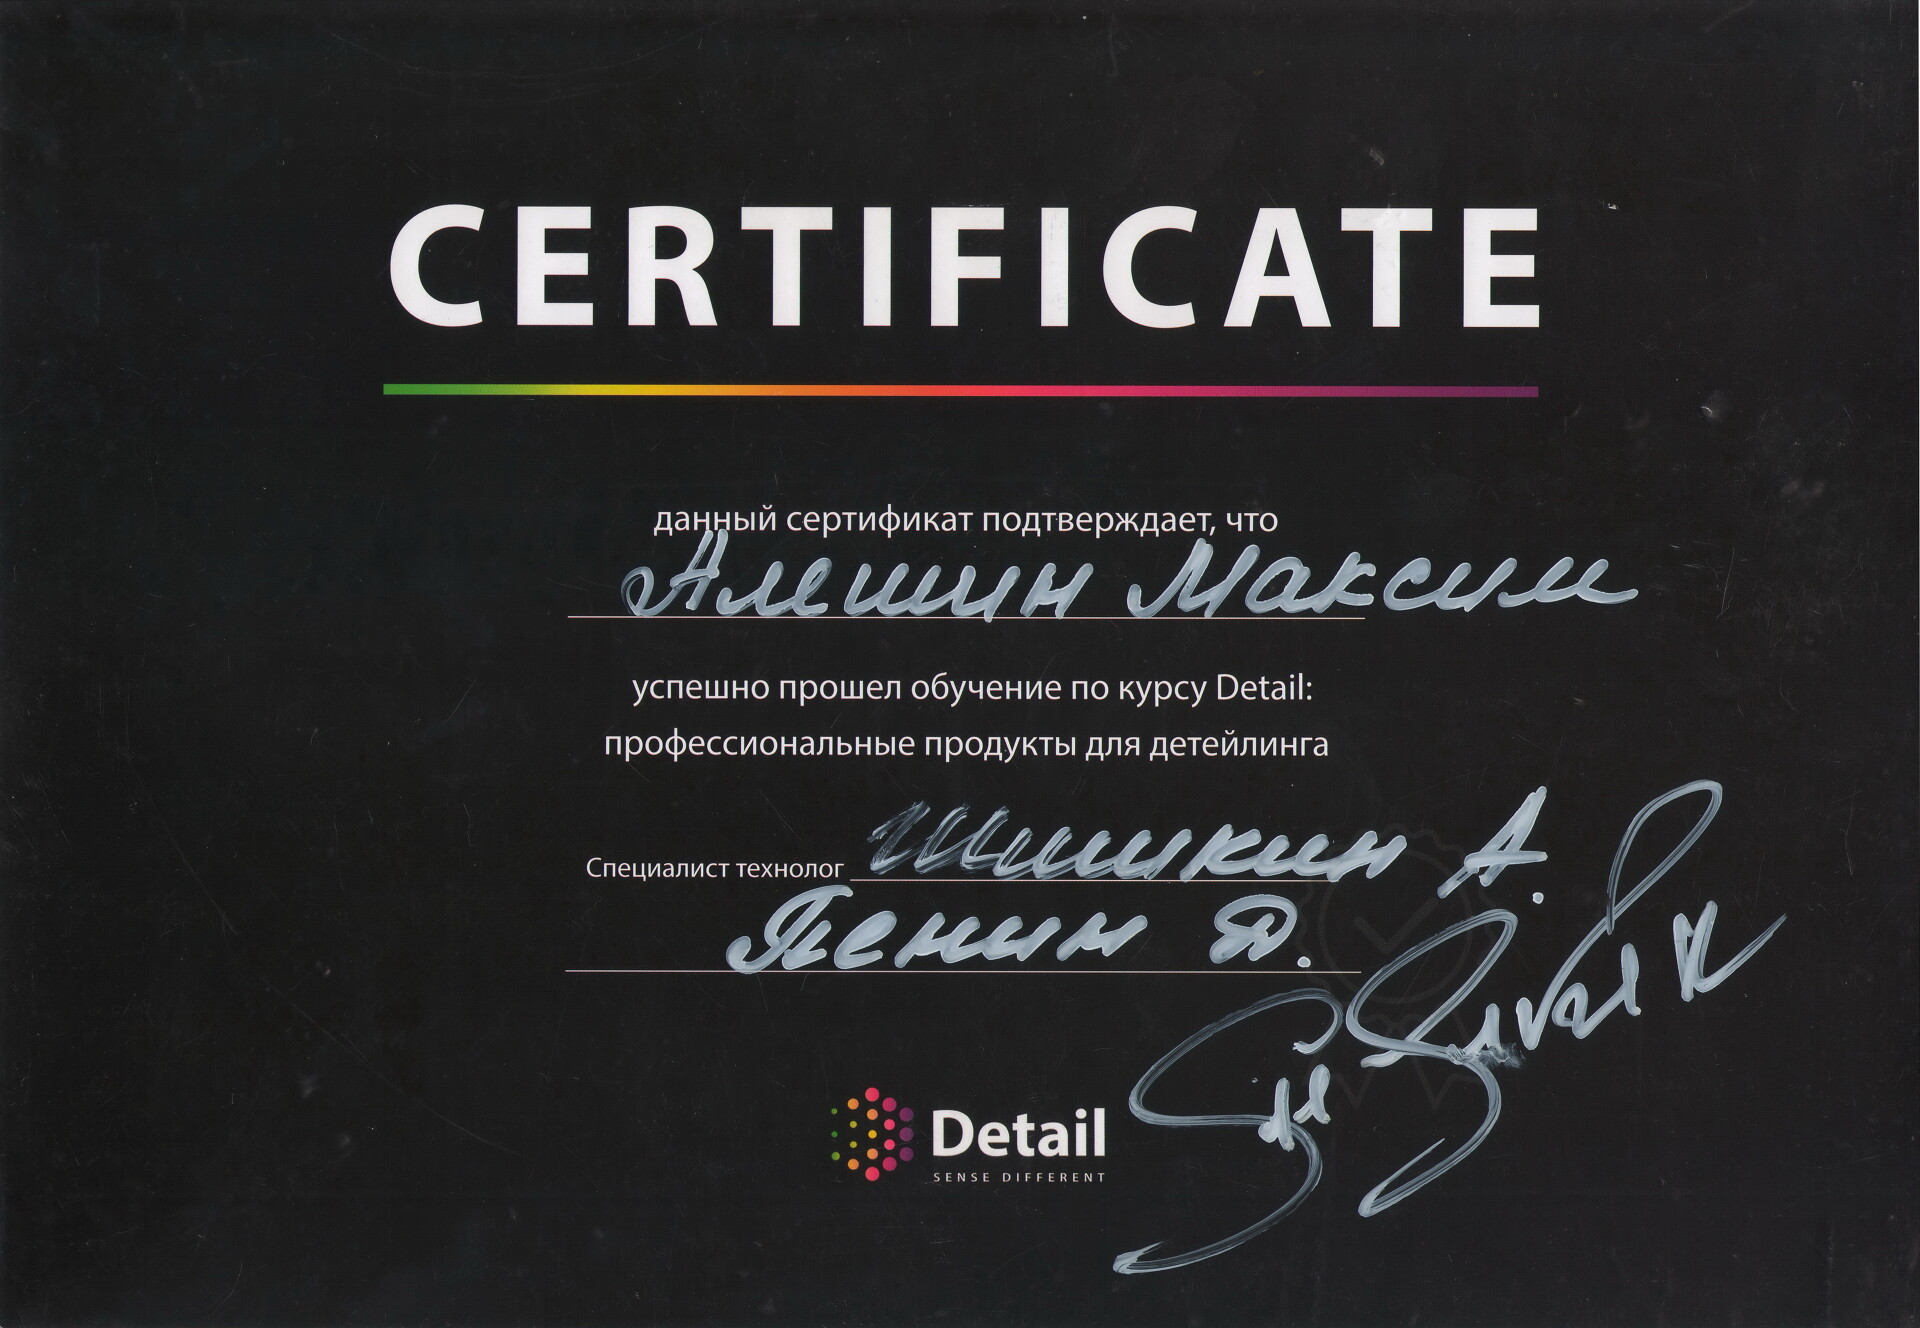 CERTIFICATE
данный сертификат подтверждает, что
Алешин Максим
успешно прошел обучение по курсу Detail:
профессиональные продукты для детейлинга
Специалист технолог Шишкин А.
Пенин Д.
Detail
SENSE DIFFERENT